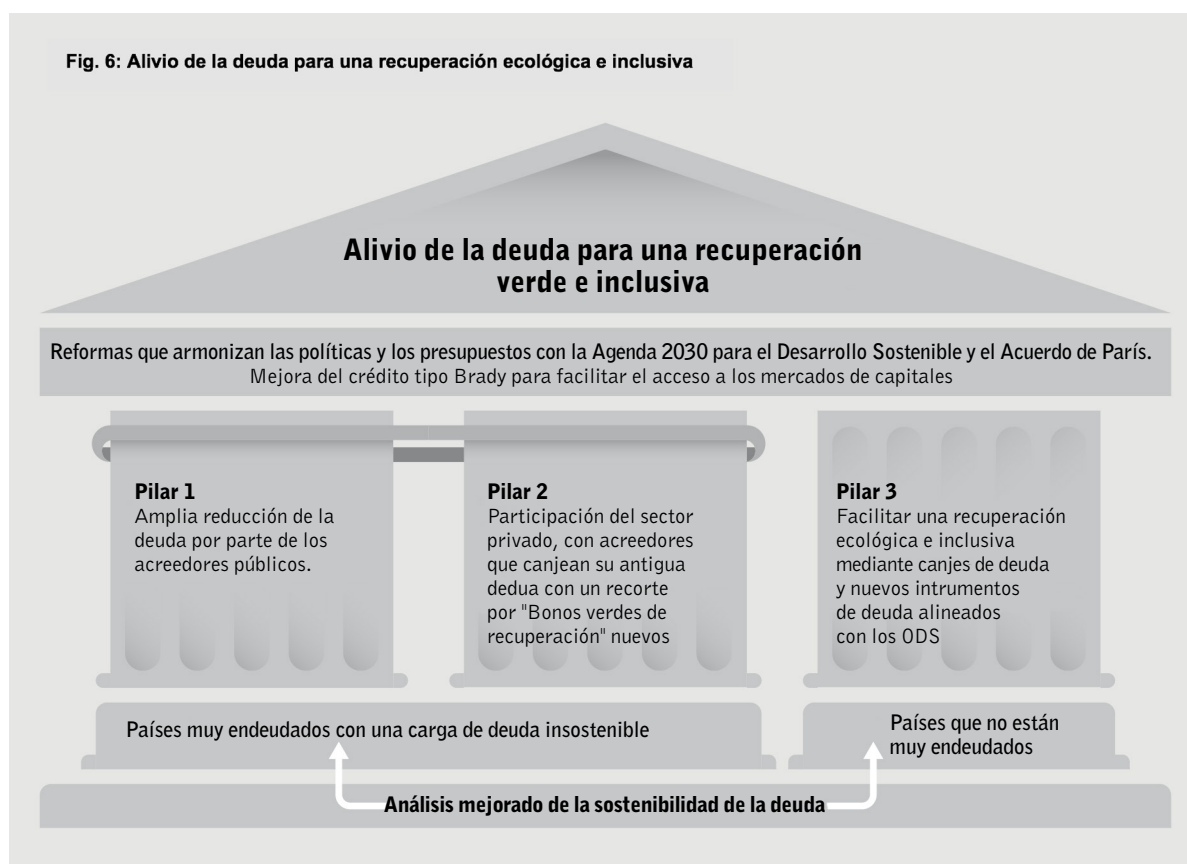 Fig. 6: Alivio de la deuda para una recuperación ecológica e inclusiva
Alivio de la deuda para una recuperación
verde e inclusiva
Reformas que armonizan las políticas y los presupuestos con la Agenda 2030 para el Desarrollo Sostenible y el Acuerdo de París.
Mejora del crédito tipo Brady para facilitar el acceso a los mercados de capitales
Pilar 1
Amplia reducción de la
deuda por parte de los
acreedores públicos.
Pilar 2
Participación del sector
privado, con acreedores
que canjean su antigua
dedua con un recorte
por "Bonos verdes de
recuperación" nuevos
Pilar 3
Facilitar una recuperación
ecológica e inclusiva
mediante canjes de deuda
y nuevos intrumentos
de deuda alineados
con los ODS
Países muy endeudados con una carga de deuda insostenible
Países que no están
muy endeudados
Análisis mejorado de la sostenibilidad de la deuda